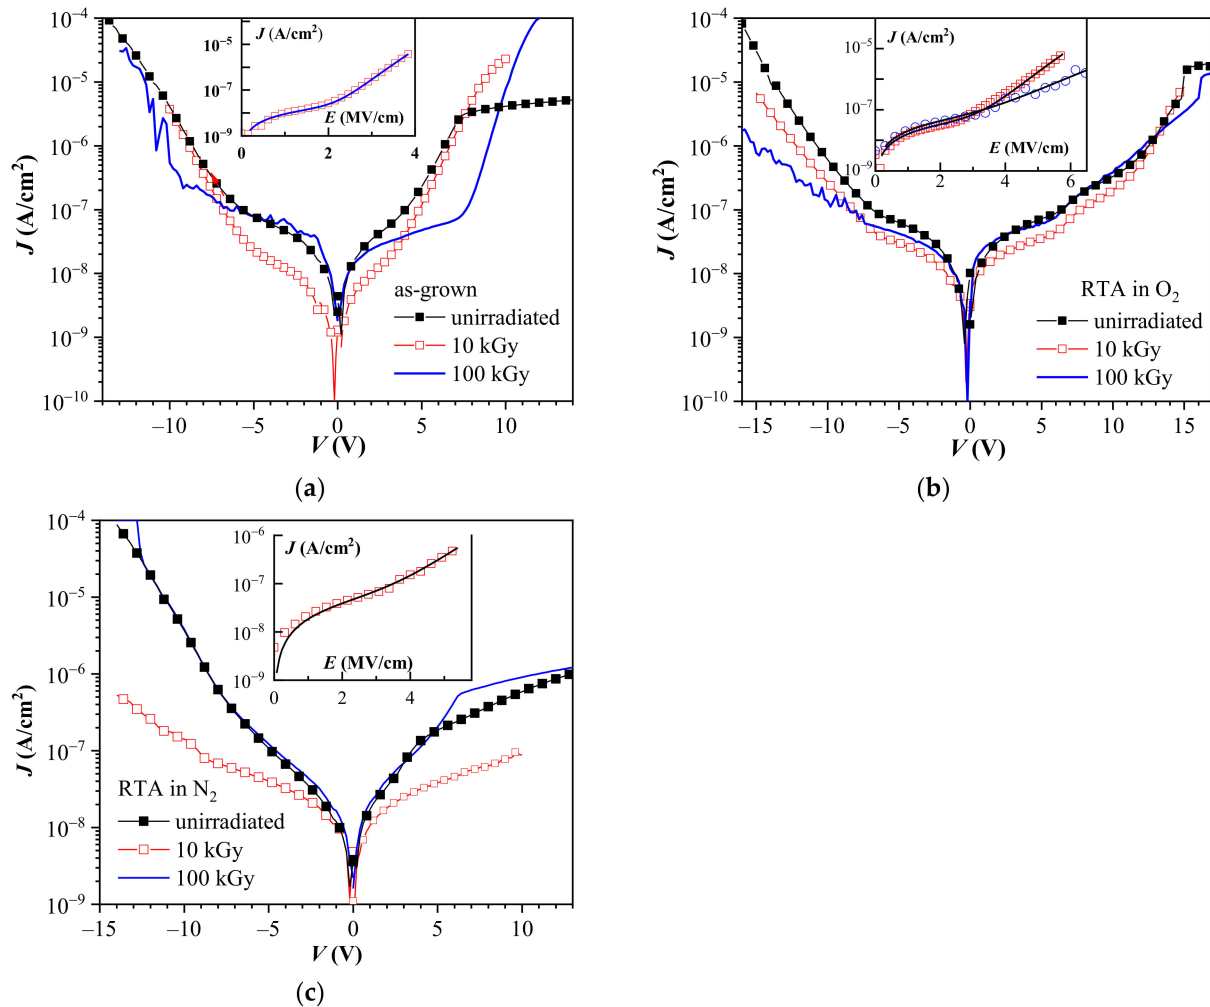 10⁻⁴
10⁻⁵
10⁻⁶
10⁻⁷
10⁻⁸
10⁻⁹
10⁻¹⁰
J (A/cm²)
–10 –5 0 5 10
V (V)
J (A/cm²)
10⁻⁵
10⁻⁷
10⁻⁹
E (MV/cm)
0 2 4
as-grown
unirradiated
10 kGy
100 kGy
(a)
10⁻⁴
10⁻⁵
10⁻⁶
10⁻⁷
10⁻⁸
10⁻⁹
10⁻¹⁰
J (A/cm²)
–15 –10 –5 0 5 10 15
V (V)
J (A/cm²)
10⁻⁵
10⁻⁷
10⁻⁹
E (MV/cm)
0 2 4 6
RTA in O₂
unirradiated
10 kGy
100 kGy
(b)
10⁻⁴
10⁻⁵
10⁻⁶
10⁻⁷
10⁻⁸
10⁻⁹
J (A/cm²)
–15 –10 –5 0 5 10
V (V)
10⁻⁶
J (A/cm²)
10⁻⁷
10⁻⁸
10⁻⁹
E (MV/cm)
0 2 4
RTA in N₂
unirradiated
10 kGy
100 kGy
(c)